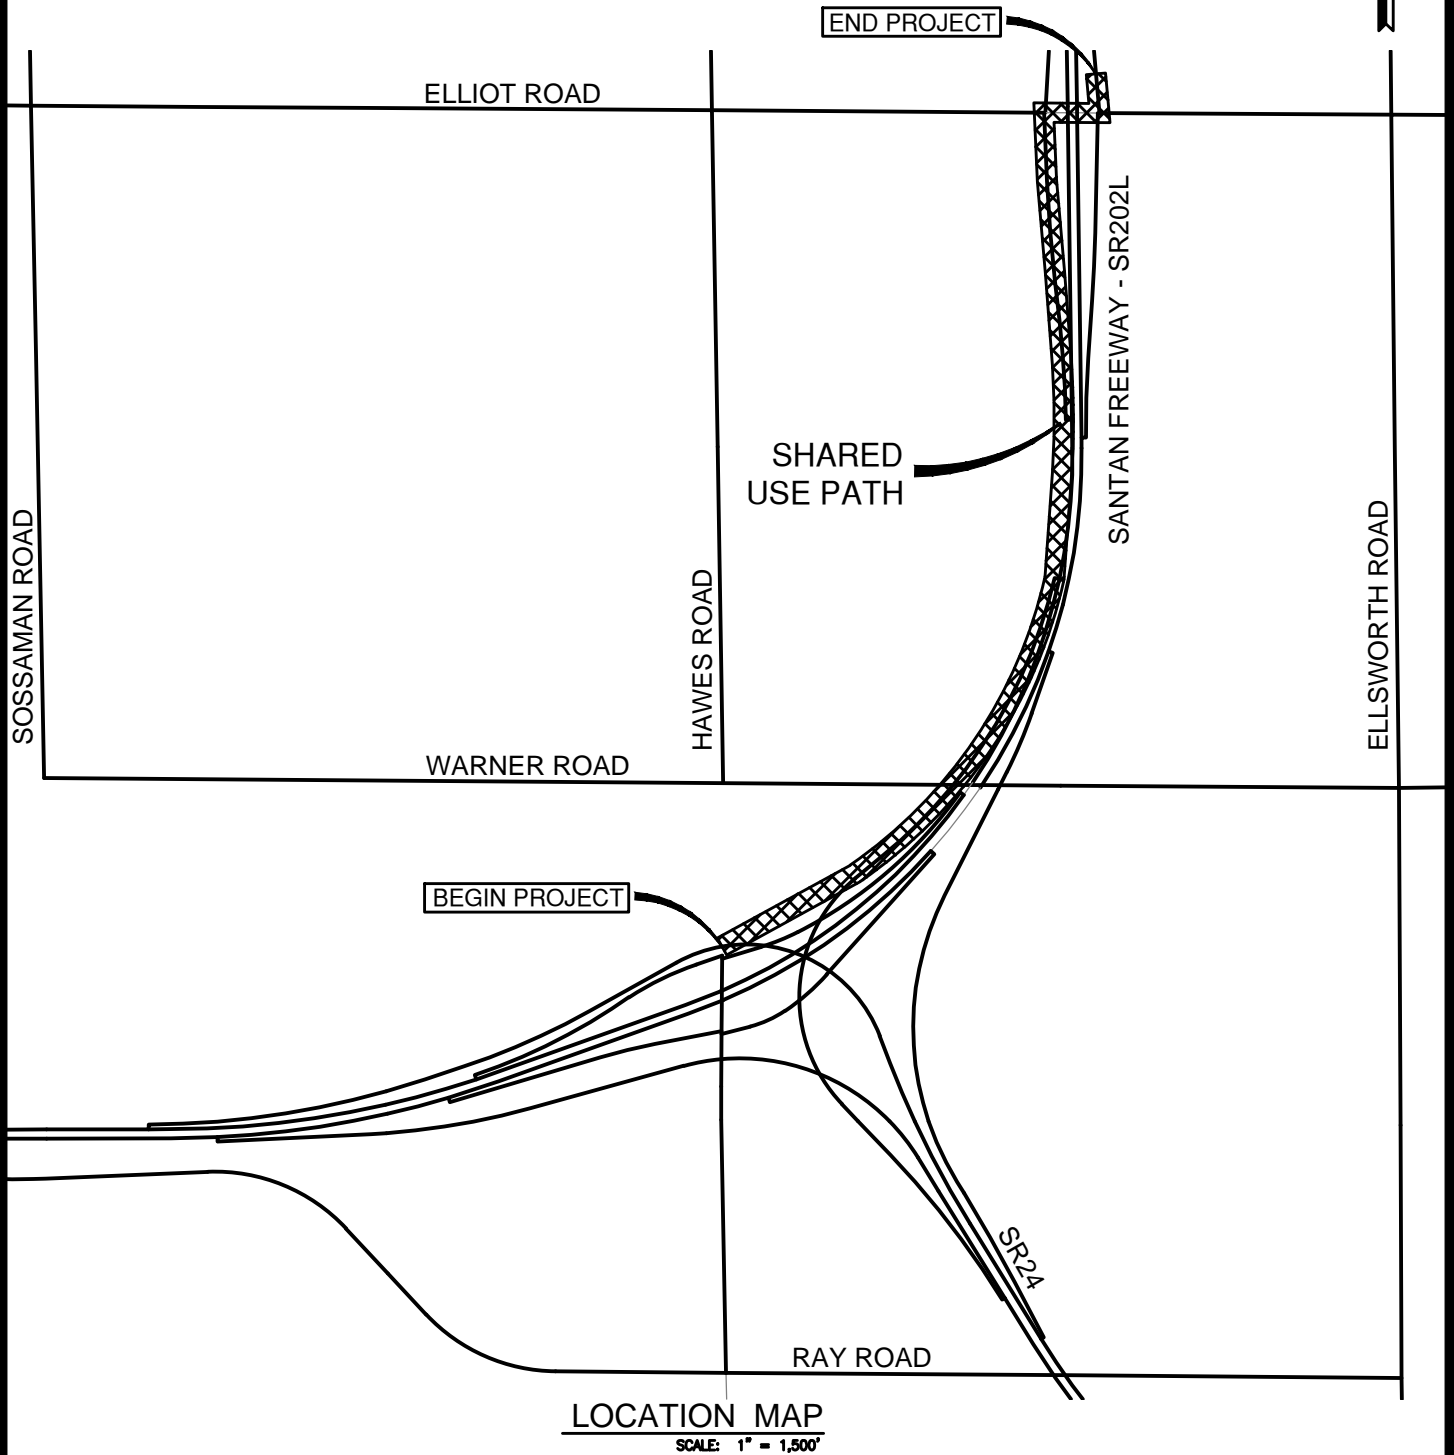 END PROJECT
ELLIOT ROAD
SANTAN FREEWAY - SR202L
SHARED
USE PATH
SOSSAMAN ROAD
HAWES ROAD
ELLSWORTH ROAD
WARNER ROAD
BEGIN PROJECT
SR24
RAY ROAD
LOCATION MAP
SCALE: 1" = 1,500'